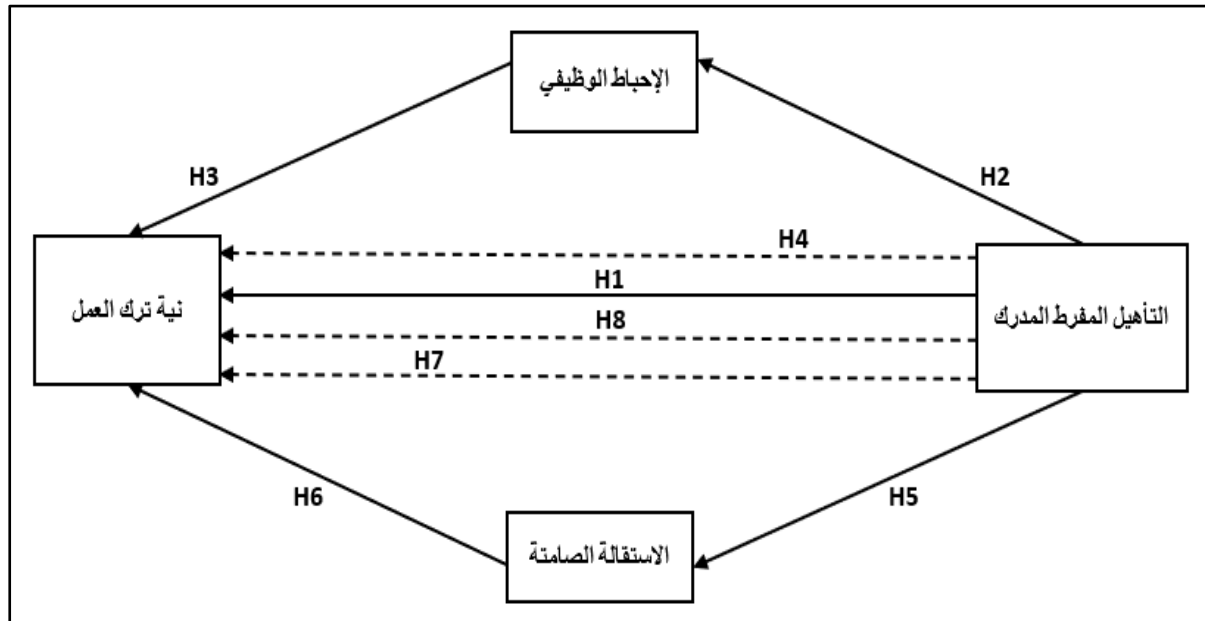 الإحباط الوظيفي
H2
H3
H4
H1
التأهيل المفرط المدرك
نية ترك العمل
H8
H7
H5
H6
الاستقالة الصامتة